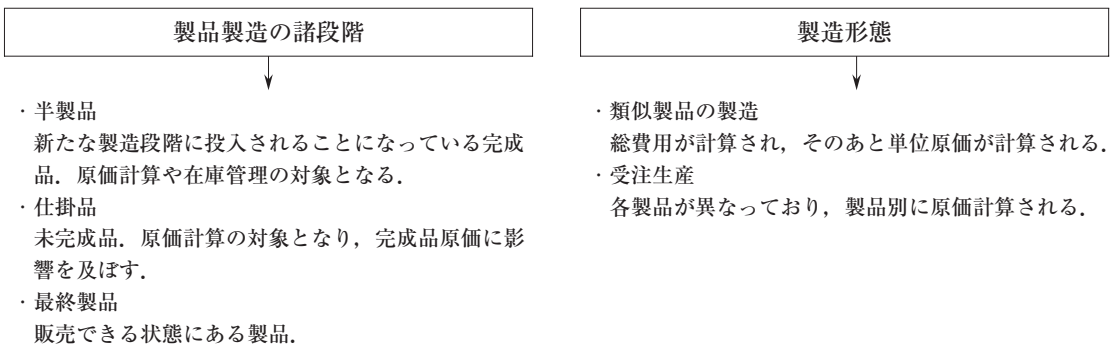 製品製造の諸段階
・半製品
新たな製造段階に投入されることになっている完成
品．原価計算や在庫管理の対象となる．
・仕掛品
未完成品．原価計算の対象となり，完成品原価に影
響を及ぼす．
・最終製品
販売できる状態にある製品．
製造形態
・類似製品の製造
総費用が計算され，そのあと単位原価が計算される．
・受注生産
各製品が異なっており，製品別に原価計算される．